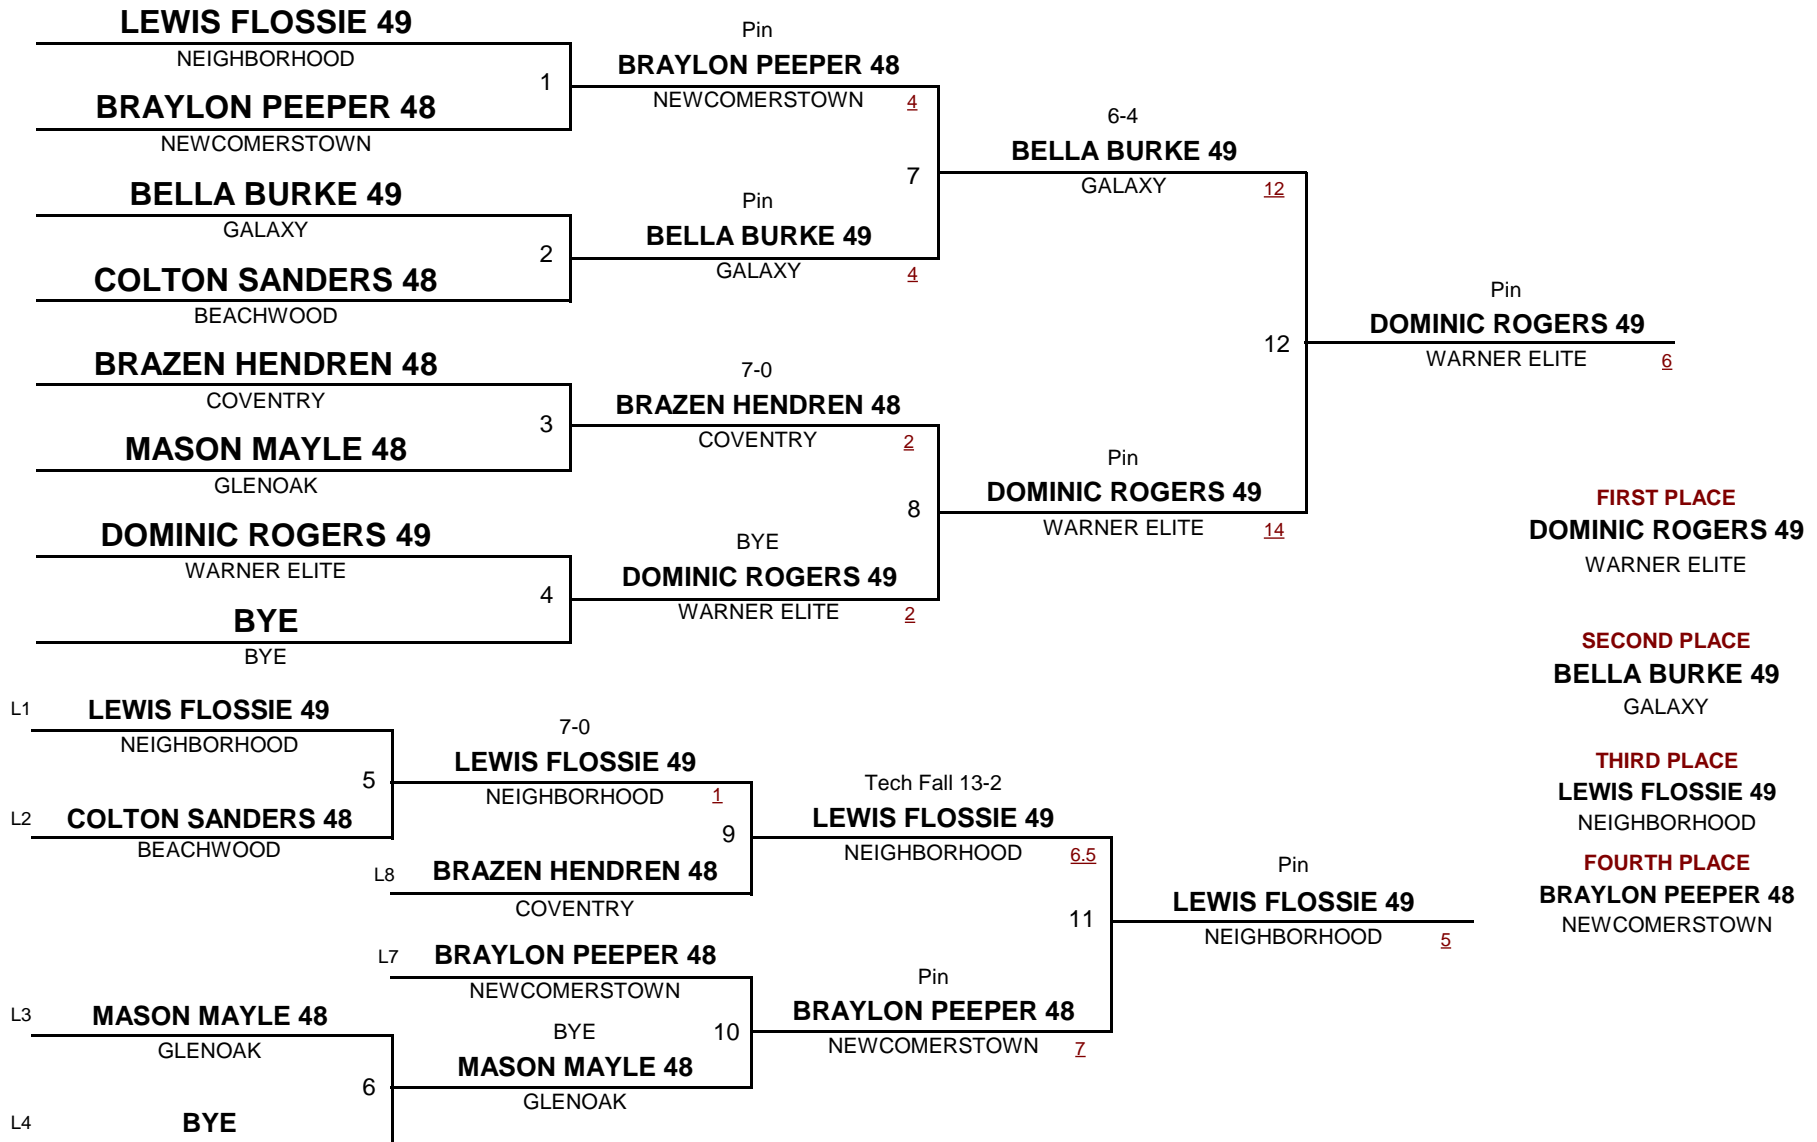 LEWIS FLOSSIE 49
NEIGHBORHOOD
1
BRAYLON PEEPER 48
NEWCOMERSTOWN
BELLA BURKE 49
GALAXY
2
COLTON SANDERS 48
BEACHWOOD
BRAZEN HENDREN 48
COVENTRY
3
MASON MAYLE 48
GLENOAK
DOMINIC ROGERS 49
WARNER ELITE
4
BYE
BYE
Pin
BRAYLON PEEPER 48
NEWCOMERSTOWN 4
7
Pin
BELLA BURKE 49
GALAXY 4
7-0
BRAZEN HENDREN 48
COVENTRY 2
8
BYE
DOMINIC ROGERS 49
WARNER ELITE 2
6-4
BELLA BURKE 49
GALAXY 12
12
Pin
DOMINIC ROGERS 49
WARNER ELITE 14
Pin
DOMINIC ROGERS 49
WARNER ELITE 6
FIRST PLACE
DOMINIC ROGERS 49
WARNER ELITE
SECOND PLACE
BELLA BURKE 49
GALAXY
THIRD PLACE
LEWIS FLOSSIE 49
NEIGHBORHOOD
FOURTH PLACE
BRAYLON PEEPER 48
NEWCOMERSTOWN
L1 LEWIS FLOSSIE 49
NEIGHBORHOOD
5
L2 COLTON SANDERS 48
BEACHWOOD
7-0
LEWIS FLOSSIE 49
NEIGHBORHOOD 1
9
L8 BRAZEN HENDREN 48
COVENTRY
L7 BRAYLON PEEPER 48
NEWCOMERSTOWN
10
BYE
MASON MAYLE 48
GLENOAK
L3 MASON MAYLE 48
GLENOAK
6
L4 BYE
Tech Fall 13-2
LEWIS FLOSSIE 49
NEIGHBORHOOD 6.5
11
Pin
BRAYLON PEEPER 48
NEWCOMERSTOWN 7
Pin
LEWIS FLOSSIE 49
NEIGHBORHOOD 5